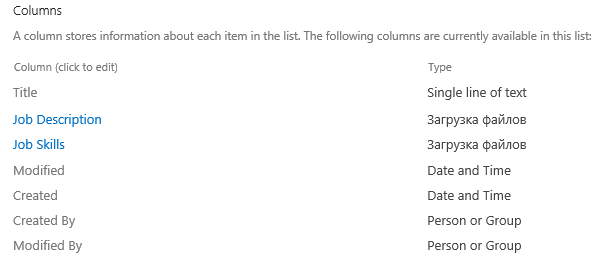 Columns
A column stores information about each item in the list. The following columns are currently available in this list:
Column (click to edit) Type
Title Single line of text
Job Description Загрузка файлов
Job Skills Загрузка файлов
Modified Date and Time
Created Date and Time
Created By Person or Group
Modified By Person or Group